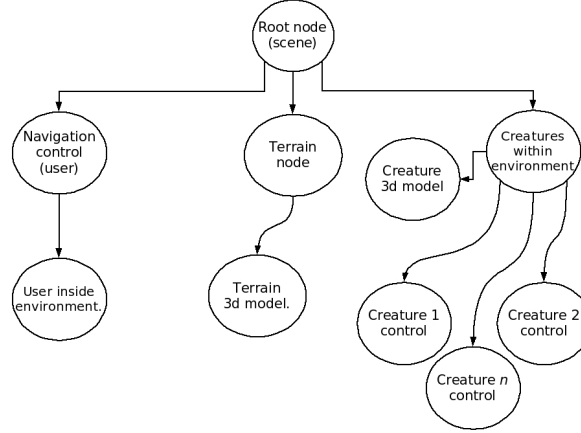 Root node
(scene)
Navigation
control
(user)
Terrain
node
Creature
3d model
Creatures
within
environment
User inside
environment.
Terrain
3d model.
Creature 1
control
Creature 2
control
Creature n
control